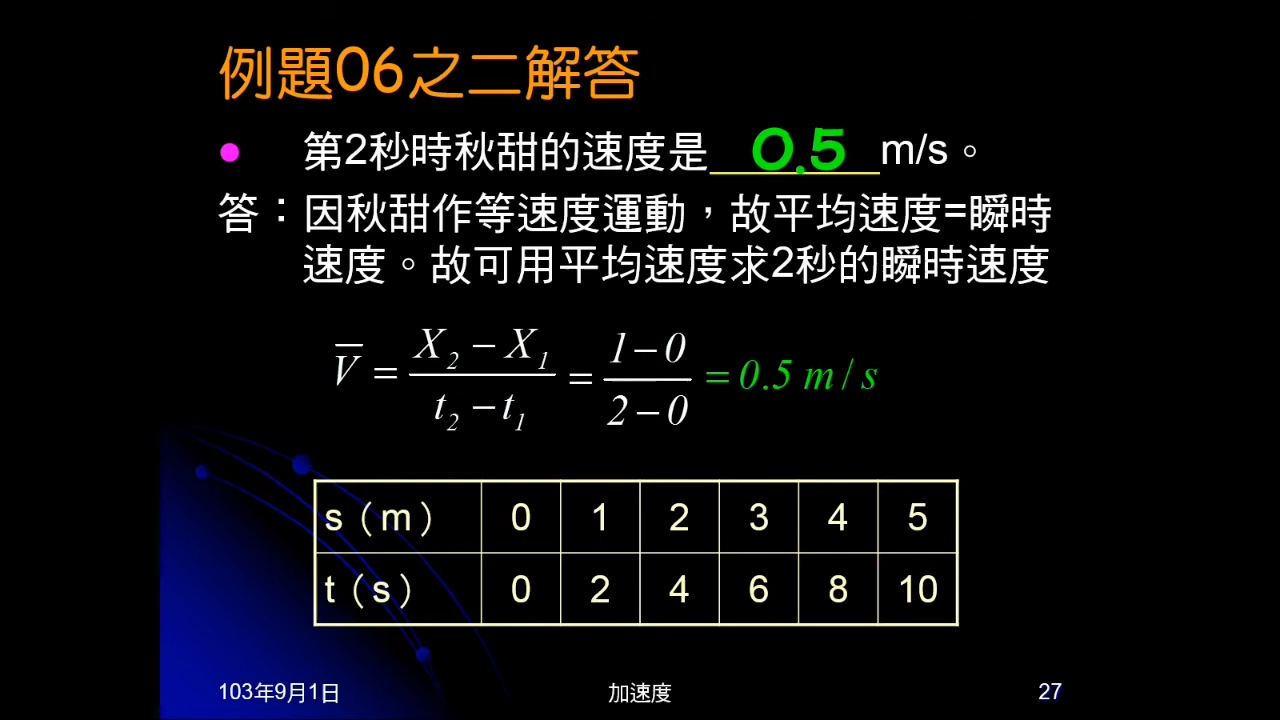 例題06之二解答
● 第2秒時秋甜的速度是 0.5 m/s。
答：因秋甜作等速度運動，故平均速度=瞬時
速度。故可用平均速度求2秒的瞬時速度
V̅ = (X₂ − X₁)/(t₂ − t₁) = (1 − 0)/(2 − 0) = 0.5 m / s
s（m） 0 1 2 3 4 5
t（s） 0 2 4 6 8 10
103年9月1日 加速度 27